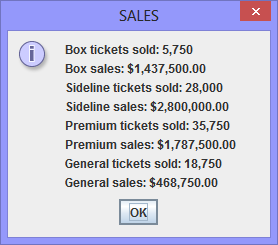 SALES
Box tickets sold: 5,750
Box sales: $1,437,500.00
Sideline tickets sold: 28,000
Sideline sales: $2,800,000.00
Premium tickets sold: 35,750
Premium sales: $1,787,500.00
General tickets sold: 18,750
General sales: $468,750.00
OK